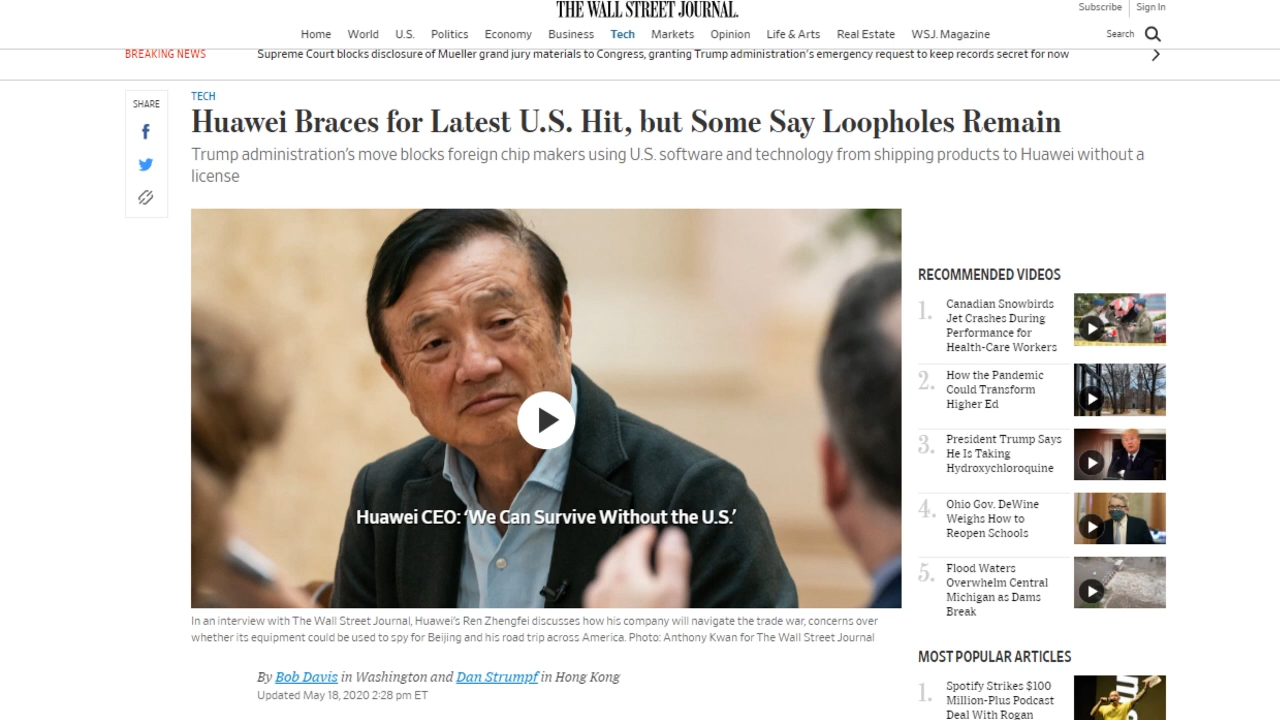 THE WALL STREET JOURNAL.
Subscribe
Sign In
Home World U.S. Politics Economy Business Tech Markets Opinion Life & Arts Real Estate WSJ. Magazine
Search
BREAKING NEWS
Supreme Court blocks disclosure of Mueller grand jury materials to Congress, granting Trump administration's emergency request to keep records secret for now
SHARE
TECH
Huawei Braces for Latest U.S. Hit, but Some Say Loopholes Remain
Trump administration's move blocks foreign chip makers using U.S. software and technology from shipping products to Huawei without a
license
Huawei CEO: 'We Can Survive Without the U.S.'
In an interview with The Wall Street Journal, Huawei's Ren Zhengfei discusses how his company will navigate the trade war, concerns over
whether its equipment could be used to spy for Beijing and his road trip across America. Photo: Anthony Kwan for The Wall Street Journal
By Bob Davis in Washington and Dan Strumpf in Hong Kong
Updated May 18, 2020 2:28 pm ET
RECOMMENDED VIDEOS
1. Canadian Snowbirds
Jet Crashes During
Performance for
Health-Care Workers
2. How the Pandemic
Could Transform
Higher Ed
3. President Trump Says
He Is Taking
Hydroxychloroquine
4. Ohio Gov. DeWine
Weighs How to
Reopen Schools
5. Flood Waters
Overwhelm Central
Michigan as Dams
Break
MOST POPULAR ARTICLES
1. Spotify Strikes $100
Million-Plus Podcast
Deal With Rogan